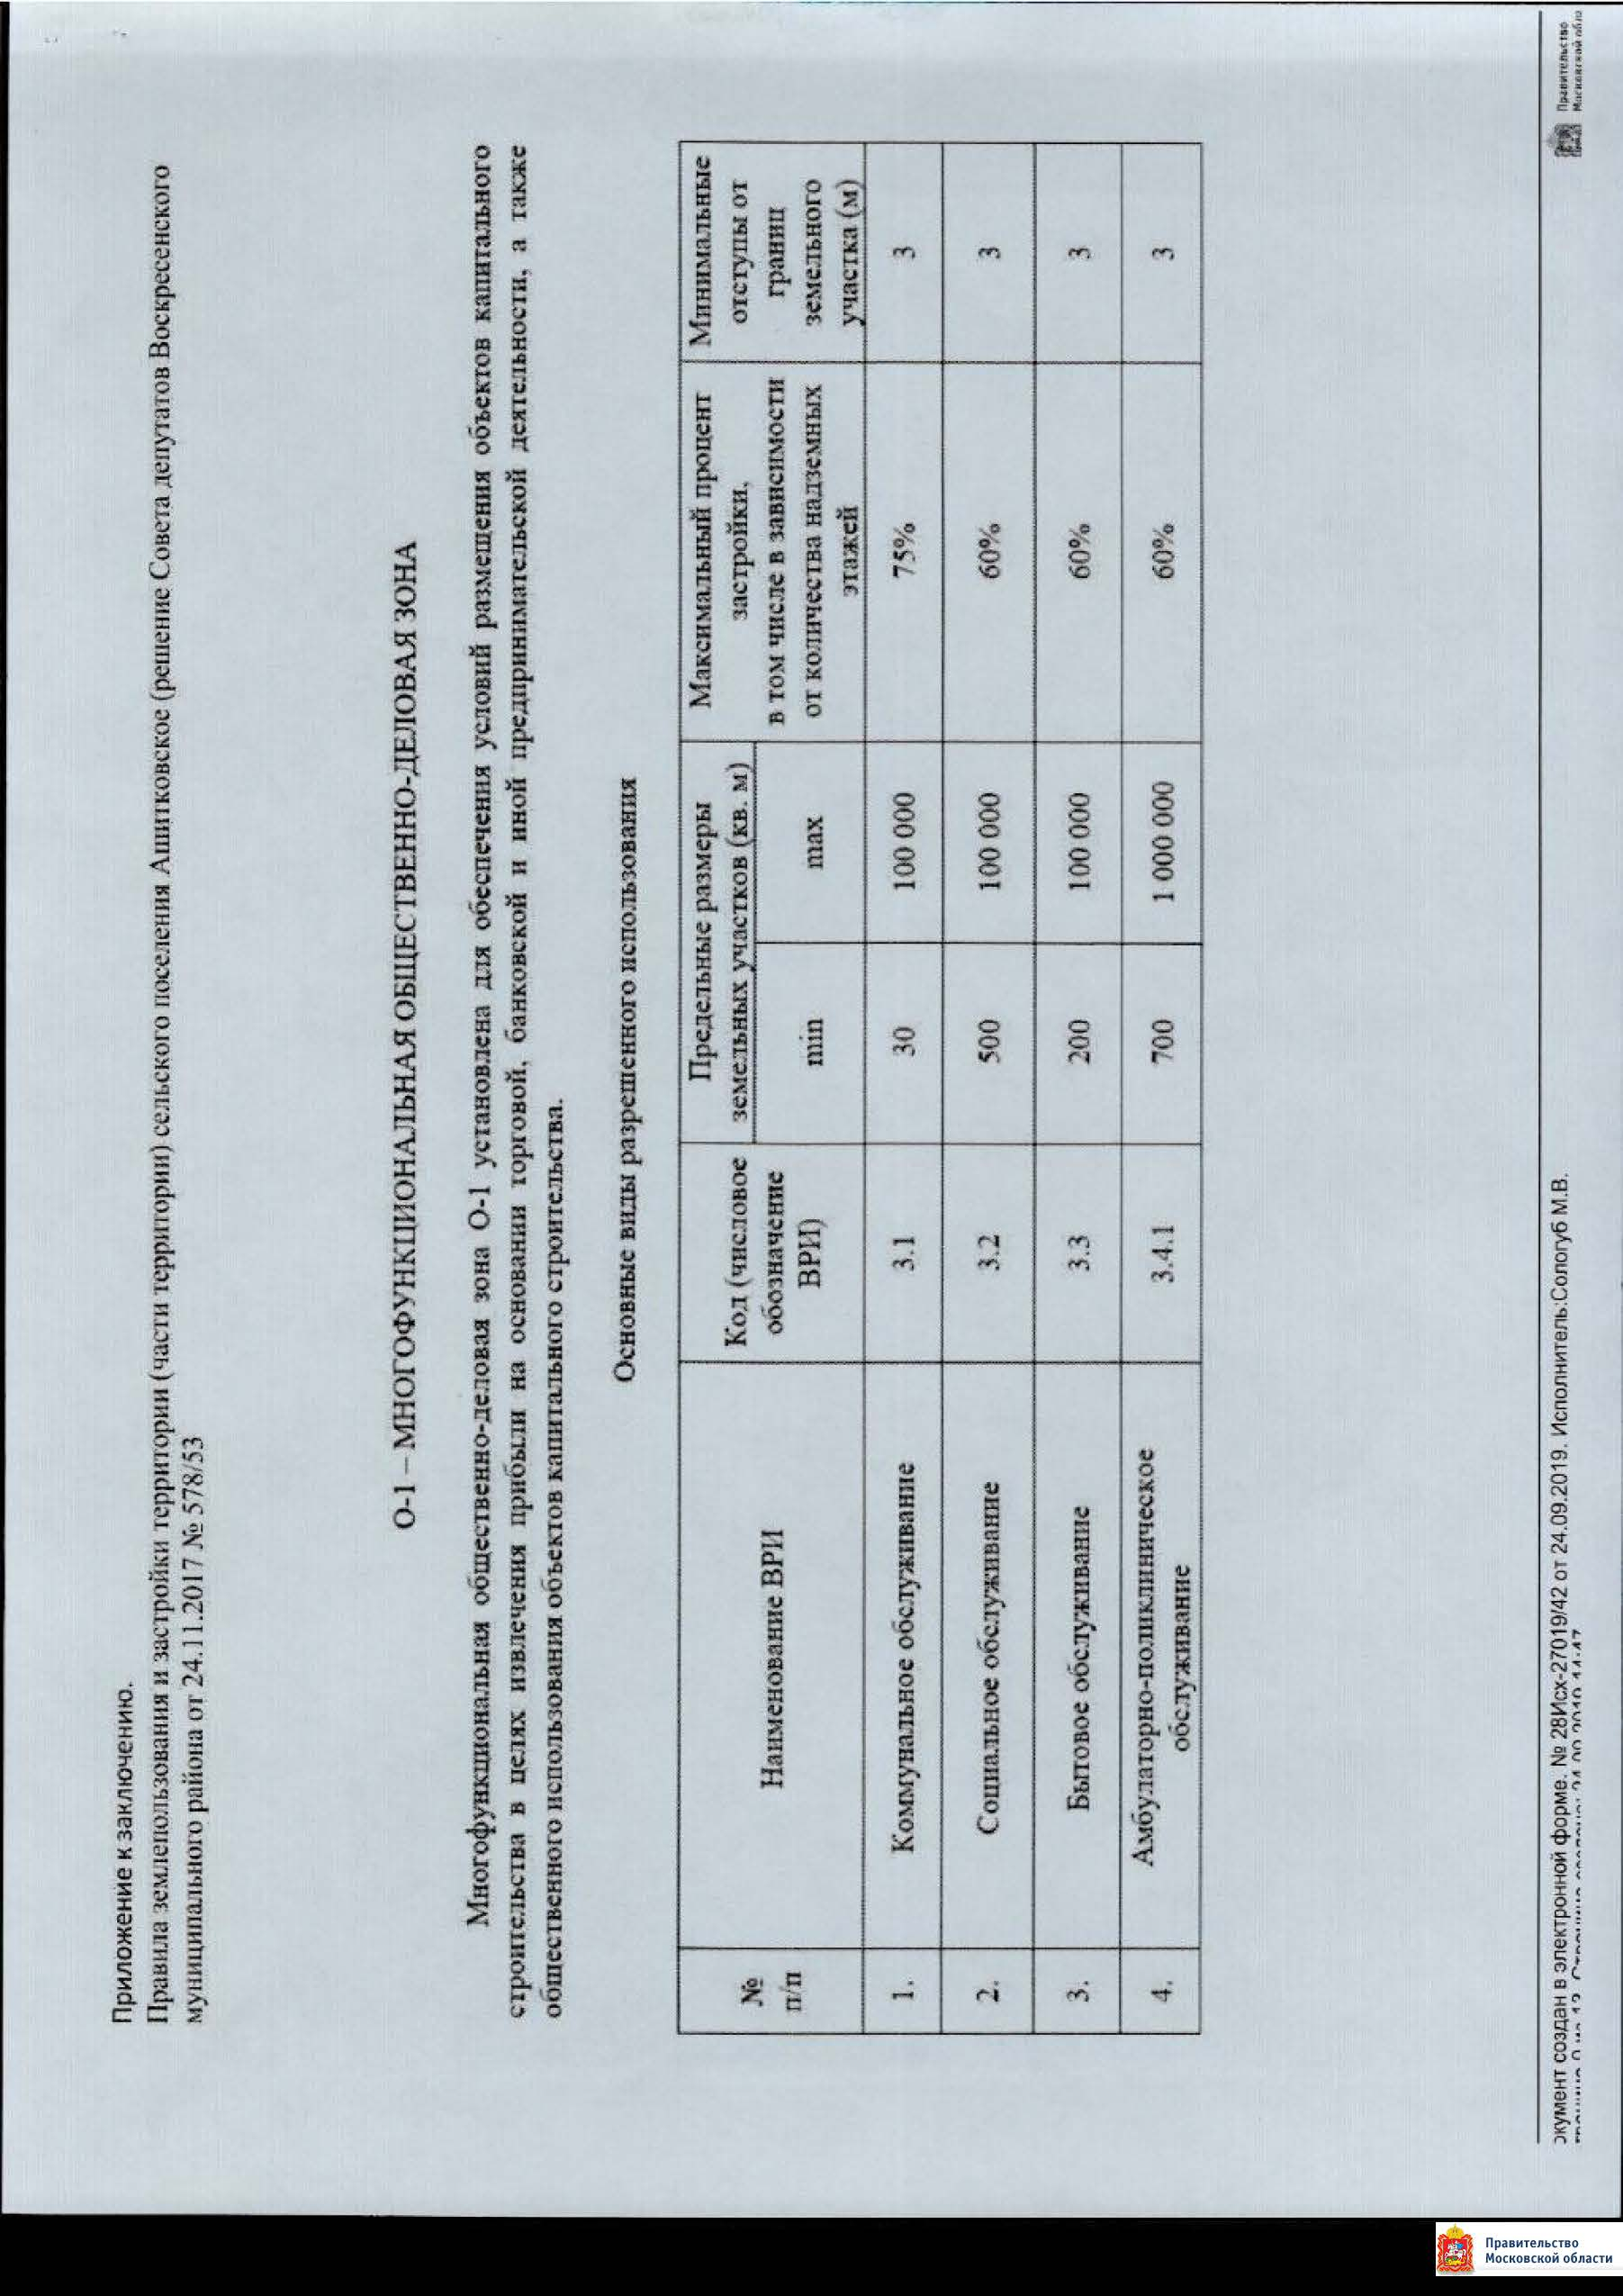 Приложение к заключению.
Правила землепользования и застройки территории (части территории) сельского поселения Ашитковское (решение Совета депутатов Воскресенского
муниципального района от 24.11.2017 № 578/53
О-1 – МНОГОФУНКЦИОНАЛЬНАЯ ОБЩЕСТВЕННО-ДЕЛОВАЯ ЗОНА
Многофункциональная общественно-деловая зона О-1 установлена для обеспечения условий размещения объектов капитального
строительства в целях извлечения прибыли на основании торговой, банковской и иной предпринимательской деятельности, а также
общественного использования объектов капитального строительства.
Основные виды разрешенного использования
№
п/п
Наименование ВРИ
Код (числовое
обозначение
ВРИ)
Предельные размеры
земельных участков (кв. м)
min
max
Максимальный процент
застройки,
в том числе в зависимости
от количества надземных
этажей
Минимальные
отступы от
границ
земельного
участка (м)
1. Коммунальное обслуживание 3.1 30 100 000 75% 3
2. Социальное обслуживание 3.2 500 100 000 60% 3
3. Бытовое обслуживание 3.3 200 100 000 60% 3
4. Амбулаторно-поликлиническое
обслуживание 3.4.1 700 1 000 000 60% 3
окумент создан в электронной форме. № 28Исх-27019/42 от 24.09.2019. Исполнитель:Сологуб М.В.
Правительство
Московской обла
Правительство
Московской области